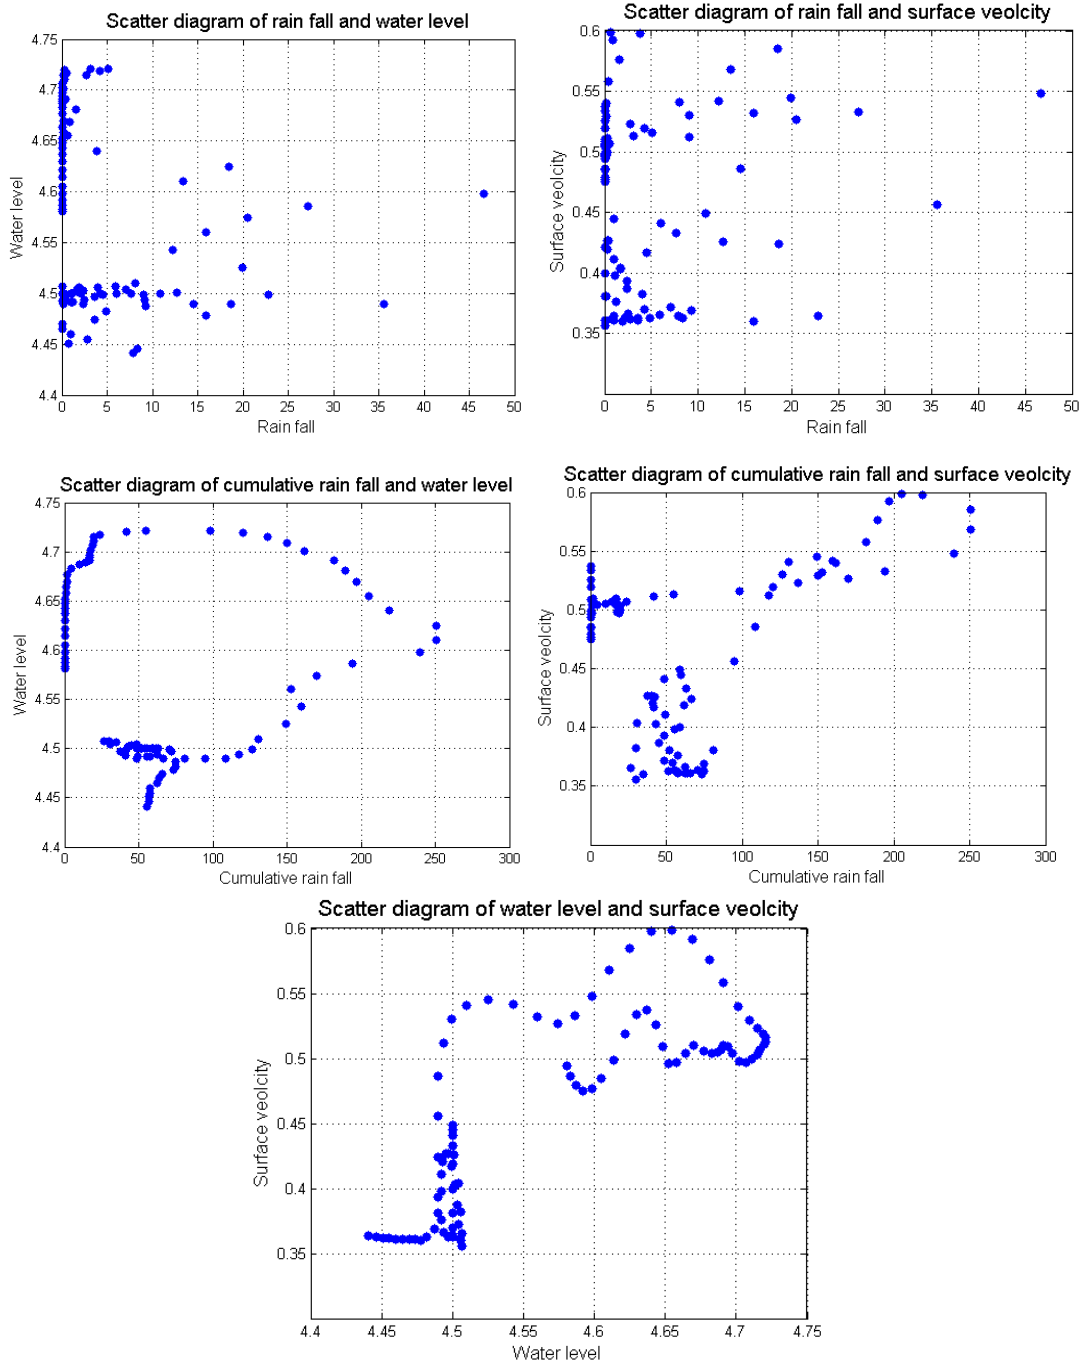 Scatter diagram of rain fall and water level
4.75
4.7
4.65
4.6
4.55
4.5
4.45
4.4
Water level
0 5 10 15 20 25 30 35 40 45 50
Rain fall
Scatter diagram of rain fall and surface veolcity
0.6
0.55
0.5
0.45
0.4
0.35
Surface veolcity
0 5 10 15 20 25 30 35 40 45 50
Rain fall
Scatter diagram of cumulative rain fall and water level
4.75
4.7
4.65
4.6
4.55
4.5
4.45
4.4
Water level
0 50 100 150 200 250 300
Cumulative rain fall
Scatter diagram of cumulative rain fall and surface veolcity
0.6
0.55
0.5
0.45
0.4
0.35
Surface veolcity
0 50 100 150 200 250 300
Cumulative rain fall
Scatter diagram of water level and surface veolcity
0.6
0.55
0.5
0.45
0.4
0.35
Surface veolcity
4.4 4.45 4.5 4.55 4.6 4.65 4.7 4.75
Water level